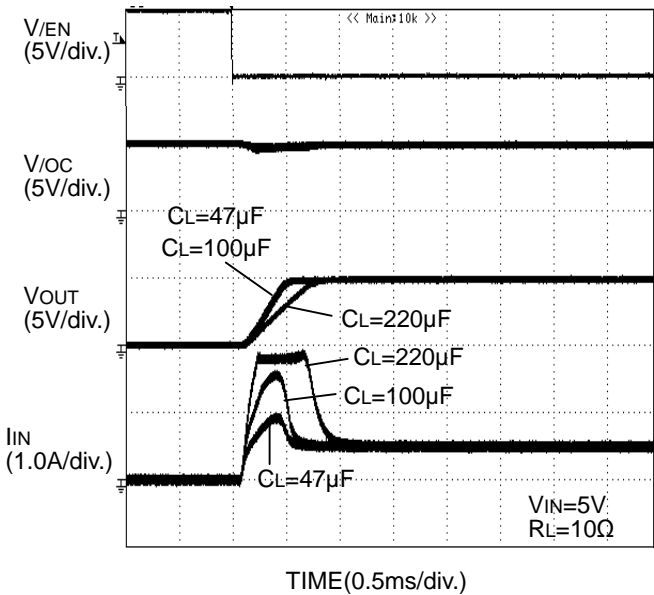 << Main:10k >>
V/EN
(5V/div.)
V/OC
(5V/div.)
CL=47µF
CL=100µF
VOUT
(5V/div.)
CL=220µF
CL=220µF
CL=100µF
IIN
(1.0A/div.)
CL=47µF
VIN=5V
RL=10Ω
TIME(0.5ms/div.)